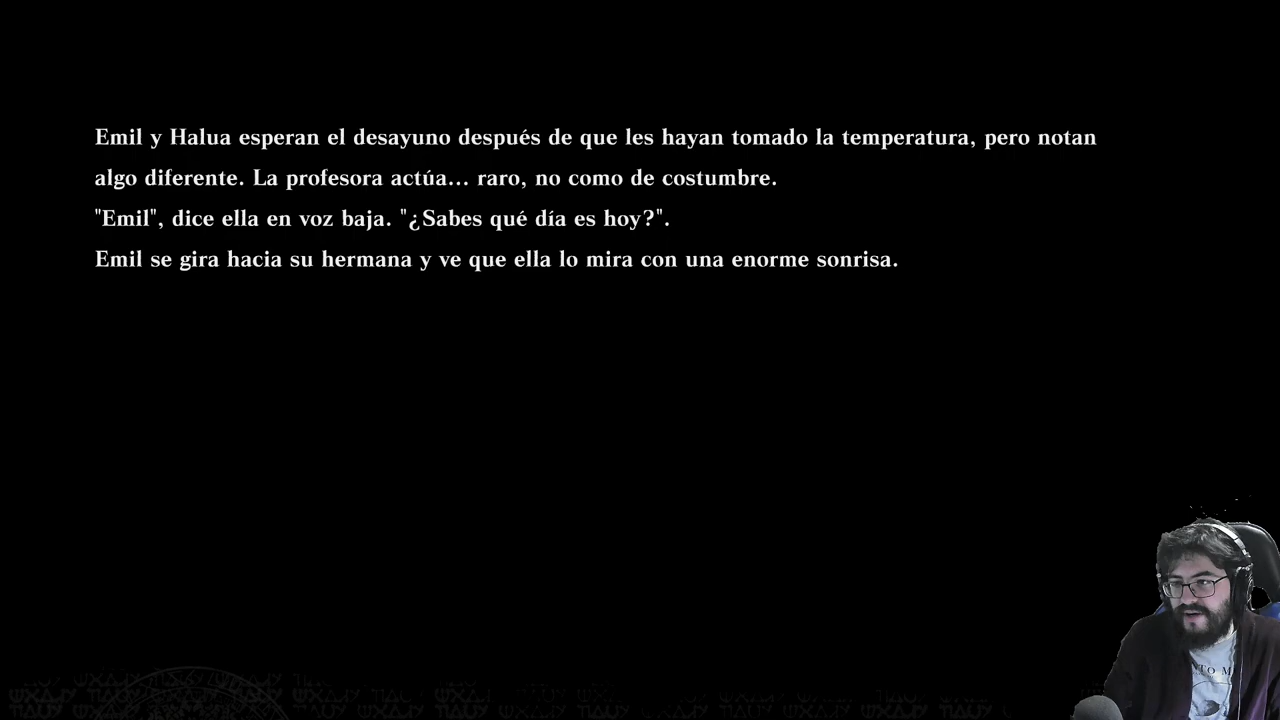 Emil y Halua esperan el desayuno después de que les hayan tomado la temperatura, pero notan
algo diferente. La profesora actúa... raro, no como de costumbre.
"Emil", dice ella en voz baja. "¿Sabes qué día es hoy?".
Emil se gira hacia su hermana y ve que ella lo mira con una enorme sonrisa.